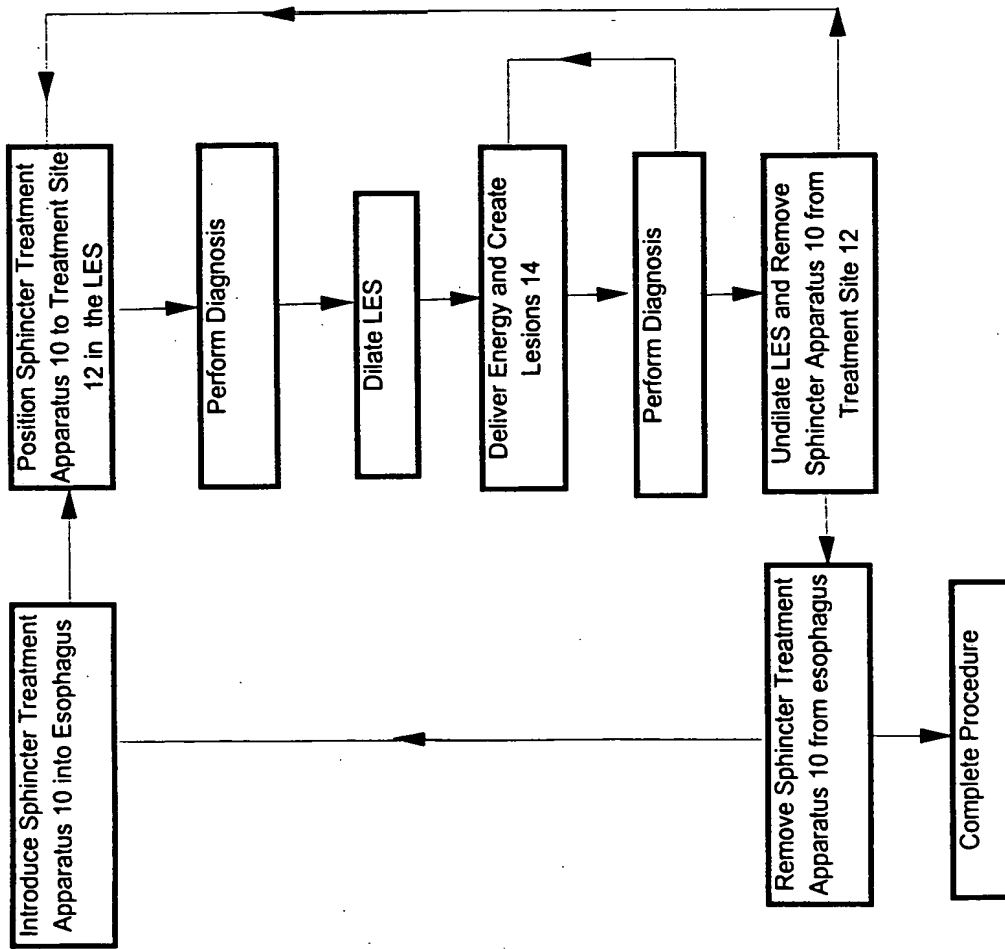 Introduce Sphincter Treatment
Apparatus 10 into Esophagus
Position Sphincter Treatment
Apparatus 10 to Treatment Site
12 in the LES
Perform Diagnosis
Dilate LES
Deliver Energy and Create
Lesions 14
Perform Diagnosis
Undilate LES and Remove
Sphincter Apparatus 10 from
Treatment Site 12
Remove Sphincter Treatment
Apparatus 10 from esophagus
Complete Procedure